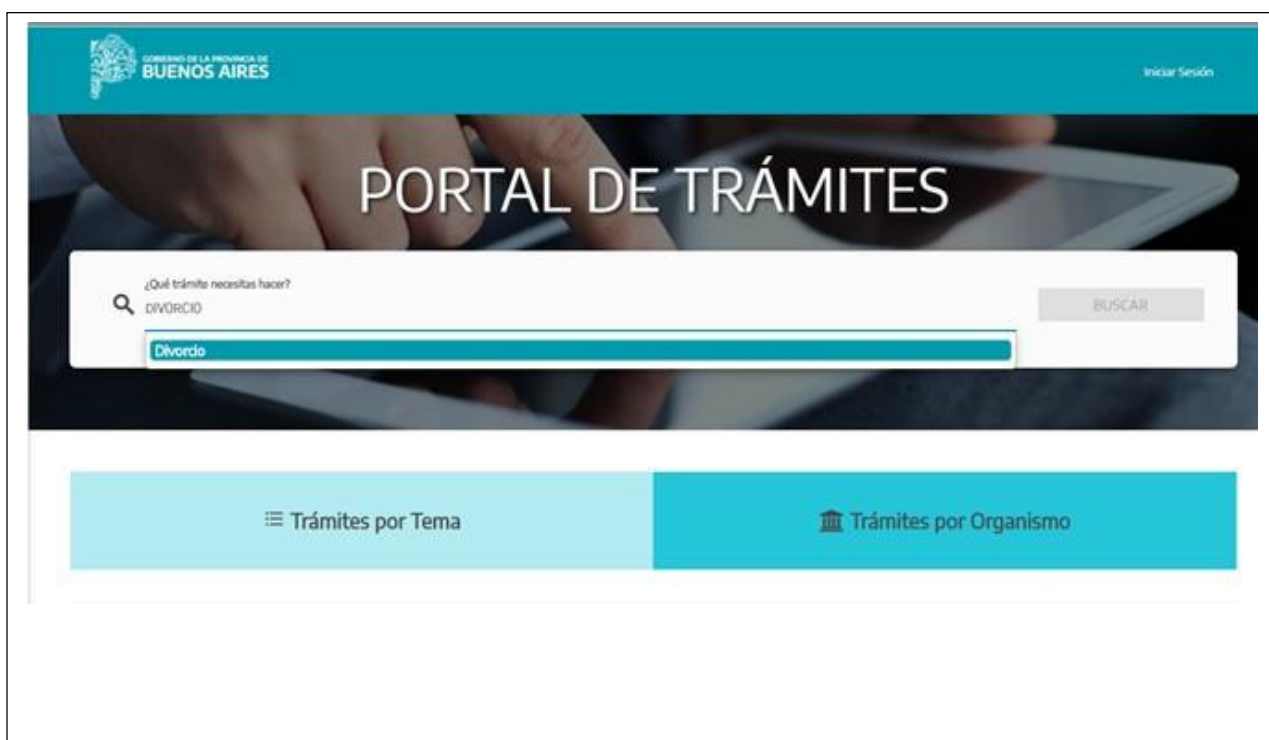 GOBIERNO DE LA PROVINCIA DE
BUENOS AIRES
Iniciar Sesión
PORTAL DE TRÁMITES
¿Qué trámite necesitas hacer?
DIVORCIO
BUSCAR
Divorcio
Trámites por Tema
Trámites por Organismo